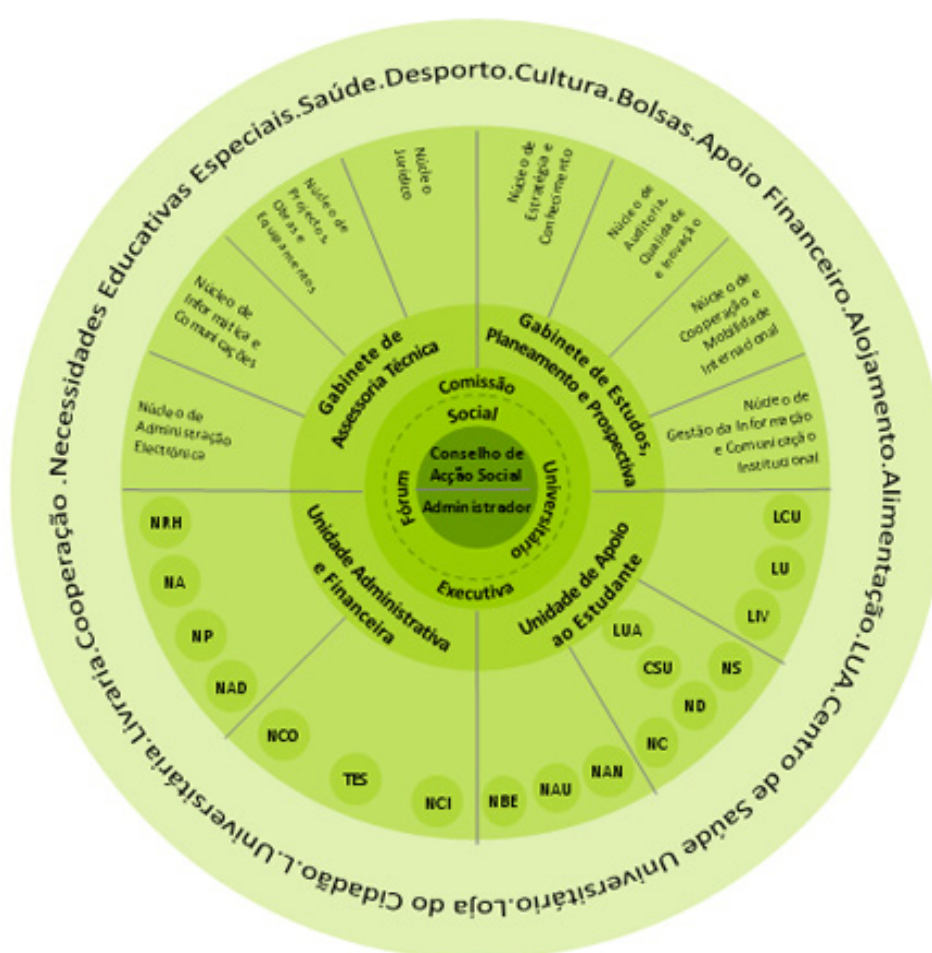 .Necessidades Educativas Especiais.Saúde.Desporto.Cultura.Bolsas.Apoio Financeiro.Alojamento.Alimentação.LUA.Centro de Saúde Universitário.Loja do Cidadão.L.Universitária.Livraria.Cooperação
Núcleo de
Administração
Electrónica
Núcleo de
Informática e
Comunicações
Núcleo de
Projectos,
Obras e
Equipamentos
Núcleo
Jurídico
Núcleo de
Estratégia e
Conhecimento
Núcleo de
Auditoria,
Qualidade
e Inovação
Núcleo de
Cooperação e
Mobilidade
Internacional
Núcleo de
Gestão da Informação
e Comunicação
Institucional
Gabinete de
Assessoria Técnica
Gabinete de Estudos,
Planeamento e Prospectiva
Comissão
Social
Conselho de
Acção Social
Administrador
Fórum
Universitário
Executiva
Unidade Administrativa
e Financeira
Unidade de Apoio
ao Estudante
NRH
NA
NP
NAD
NCO
TES
NCI
NBE
NAU
NAN
NC
ND
NS
CSU
LUA
LIV
LU
LCU